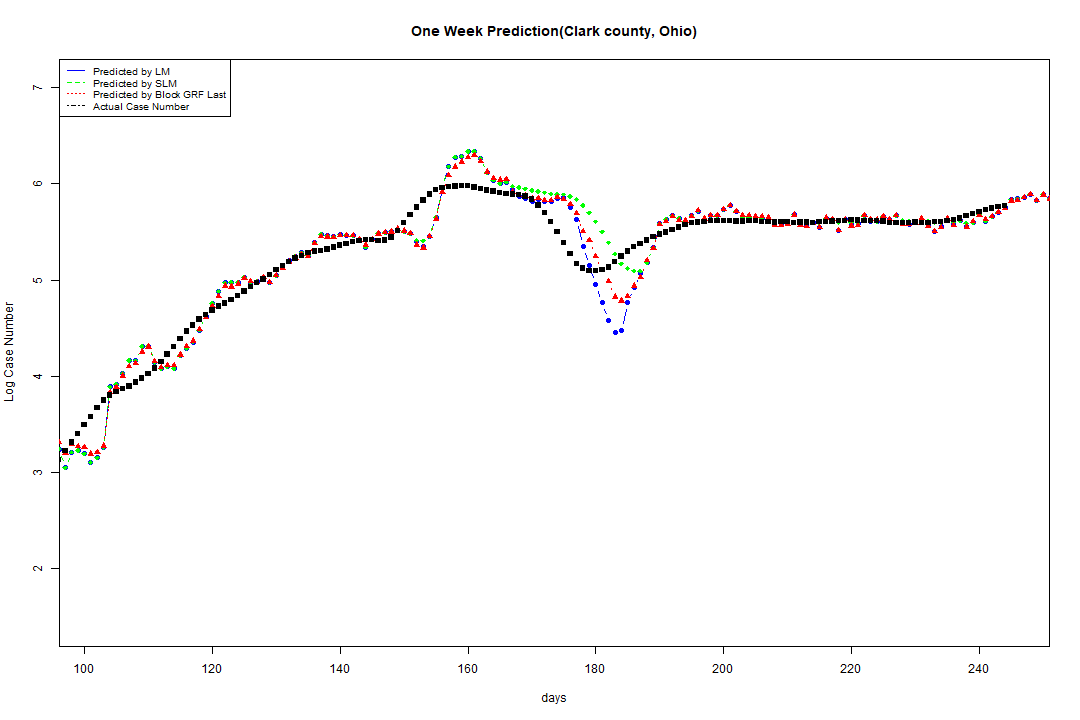 One Week Prediction(Clark county, Ohio)
Predicted by LM
Predicted by SLM
Predicted by Block GRF Last
Actual Case Number
7
6
5
4
3
2
Log Case Number
100 120 140 160 180 200 220 240
days